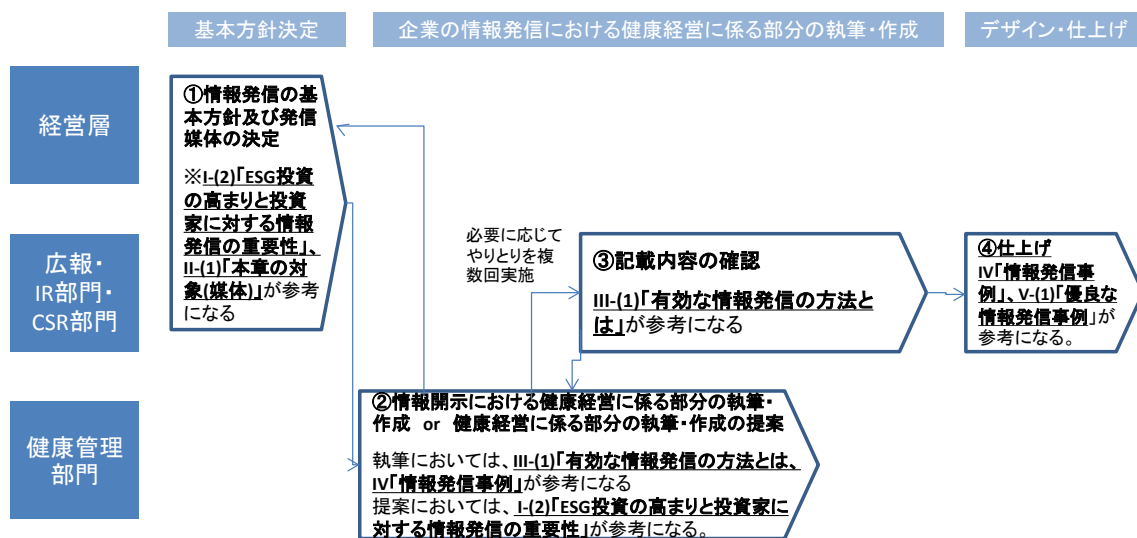 基本方針決定
企業の情報発信における健康経営に係る部分の執筆・作成
デザイン・仕上げ
経営層
①情報発信の基
本方針及び発信
媒体の決定
※I-(2)「ESG投資
の高まりと投資
家に対する情報
発信の重要性」、
II-(1)「本章の対
象(媒体)」が参考
になる
広報・
IR部門・
CSR部門
必要に応じて
やりとりを複
数回実施
③記載内容の確認
III-(1)「有効な情報発信の方法と
は」が参考になる
④仕上げ
IV「情報発信事
例」、V-(1)「優良な
情報発信事例」が
参考になる。
健康管理
部門
②情報開示における健康経営に係る部分の執筆・
作成 or 健康経営に係る部分の執筆・作成の提案
執筆においては、III-(1)「有効な情報発信の方法とは、
IV「情報発信事例」が参考になる
提案においては、I-(2)「ESG投資の高まりと投資家に
対する情報発信の重要性」が参考になる。